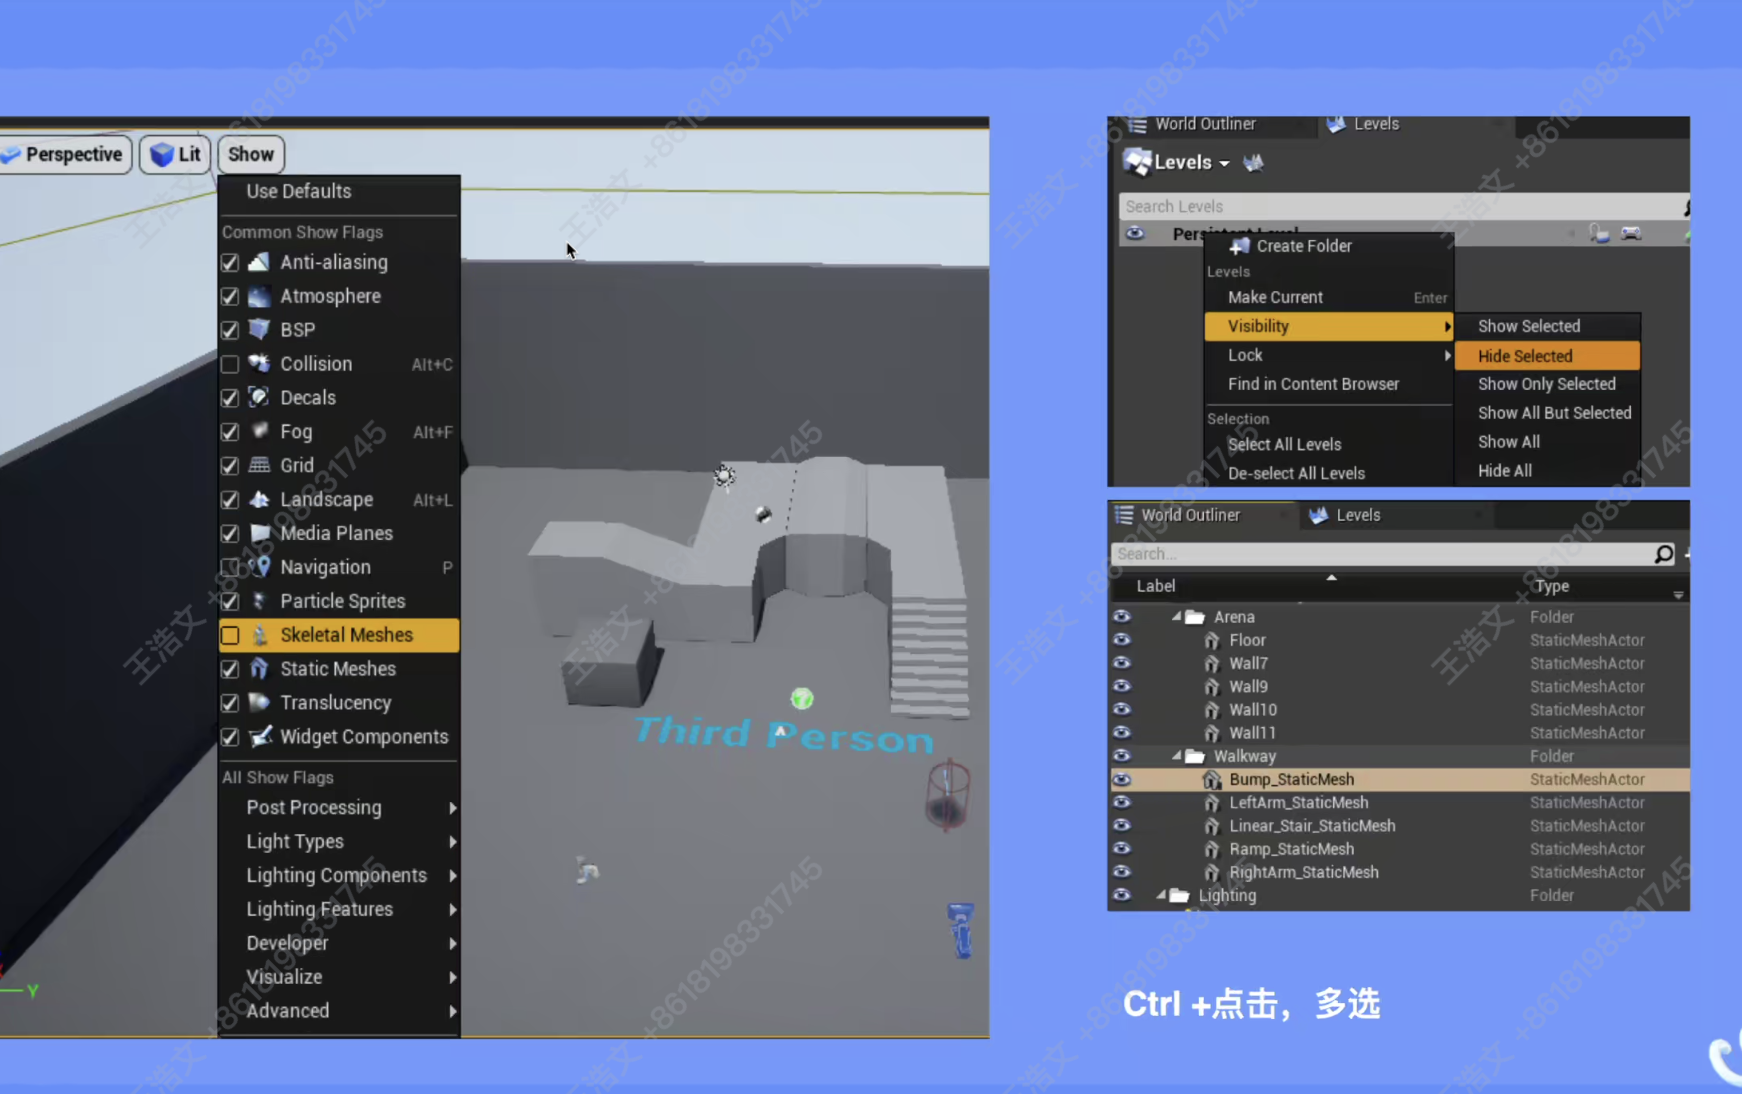 Perspective
Lit
Show
Use Defaults
Common Show Flags
Anti-aliasing
Atmosphere
BSP
Collision Alt+C
Decals
Fog Alt+F
Grid
Landscape Alt+L
Media Planes
Navigation P
Particle Sprites
Skeletal Meshes
Static Meshes
Translucency
Widget Components
All Show Flags
Post Processing
Light Types
Lighting Components
Lighting Features
Developer
Visualize
Advanced
Third Person
Y
World Outliner
Levels
Levels
Search Levels
Persistent Level
Create Folder
Levels
Make Current Enter
Visibility
Lock
Find in Content Browser
Selection
Select All Levels
De-select All Levels
Show Selected
Hide Selected
Show Only Selected
Show All But Selected
Show All
Hide All
World Outliner
Levels
Search...
Label Type
Arena Folder
Floor StaticMeshActor
Wall7 StaticMeshActor
Wall9 StaticMeshActor
Wall10 StaticMeshActor
Wall11 StaticMeshActor
Walkway Folder
Bump_StaticMesh StaticMeshActor
LeftArm_StaticMesh StaticMeshActor
Linear_Stair_StaticMesh StaticMeshActor
Ramp_StaticMesh StaticMeshActor
RightArm_StaticMesh StaticMeshActor
Lighting Folder
Ctrl +点击，多选
王浩文 +8618198331745